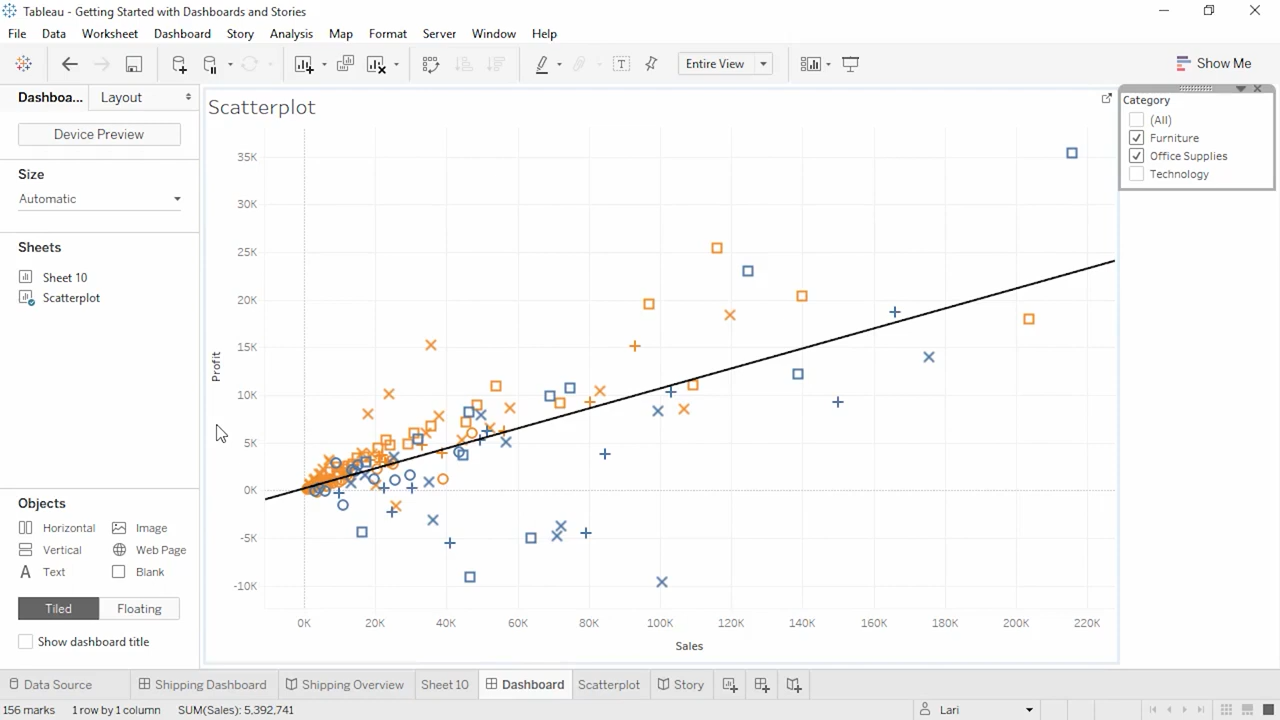 Tableau - Getting Started with Dashboards and Stories
File Data Worksheet Dashboard Story Analysis Map Format Server Window Help
Entire View
Show Me
Dashboa... Layout
Device Preview
Size
Automatic
Sheets
Sheet 10
Scatterplot
Objects
Horizontal Image
Vertical Web Page
A Text Blank
Tiled Floating
Show dashboard title
Scatterplot
35K
30K
25K
20K
15K
10K
5K
0K
-5K
-10K
Profit
0K 20K 40K 60K 80K 100K 120K 140K 160K 180K 200K 220K
Sales
Category
(All)
Furniture
Office Supplies
Technology
Data Source Shipping Dashboard Shipping Overview Sheet 10 Dashboard Scatterplot Story
156 marks 1 row by 1 column SUM(Sales): 5,392,741 Lari